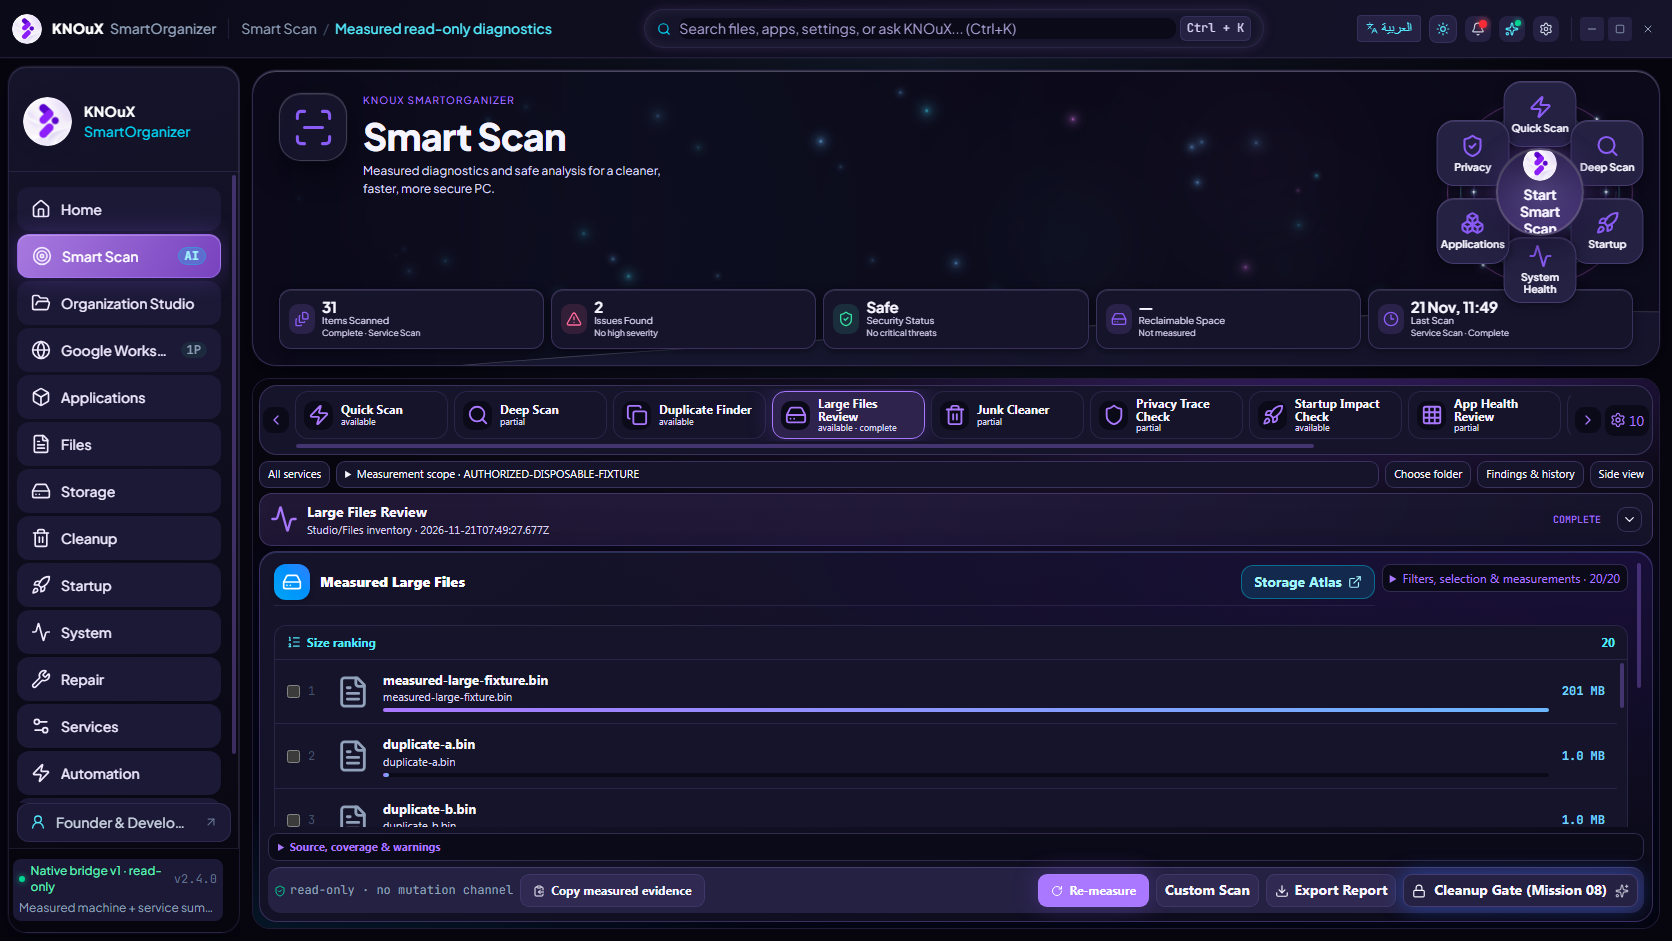 KNOuX SmartOrganizer
Smart Scan / Measured read-only diagnostics
Search files, apps, settings, or ask KNOuX... (Ctrl+K)
Ctrl + K
العربية
KNOuX
SmartOrganizer
Home
Smart Scan
AI
Organization Studio
Google Works...
1P
Applications
Files
Storage
Cleanup
Startup
System
Repair
Services
Automation
Founder & Develo...
Native bridge v1 · read-only
v2.4.0
Measured machine + service sum...
KNOUX SMARTORGANIZER
Smart Scan
Measured diagnostics and safe analysis for a cleaner,
faster, more secure PC.
Quick Scan
Privacy
Deep Scan
Start
Smart
Scan
Applications
Startup
System
Health
31
Items Scanned
Complete · Service Scan
2
Issues Found
No high severity
Safe
Security Status
No critical threats
—
Reclaimable Space
Not measured
21 Nov, 11:49
Last Scan
Service Scan · Complete
Quick Scan
available
Deep Scan
partial
Duplicate Finder
available
Large Files
Review
available · complete
Junk Cleaner
partial
Privacy Trace
Check
partial
Startup Impact
Check
available
App Health
Review
partial
10
All services
Measurement scope · AUTHORIZED-DISPOSABLE-FIXTURE
Choose folder
Findings & history
Side view
Large Files Review
Studio/Files inventory · 2026-11-21T07:49:27.677Z
COMPLETE
Measured Large Files
Storage Atlas
Filters, selection & measurements · 20/20
Size ranking
20
1
measured-large-fixture.bin
measured-large-fixture.bin
201 MB
2
duplicate-a.bin
duplicate-a.bin
1.0 MB
3
duplicate-b.bin
duplicate-b.bin
1.0 MB
Source, coverage & warnings
read-only · no mutation channel
Copy measured evidence
Re-measure
Custom Scan
Export Report
Cleanup Gate (Mission 08)